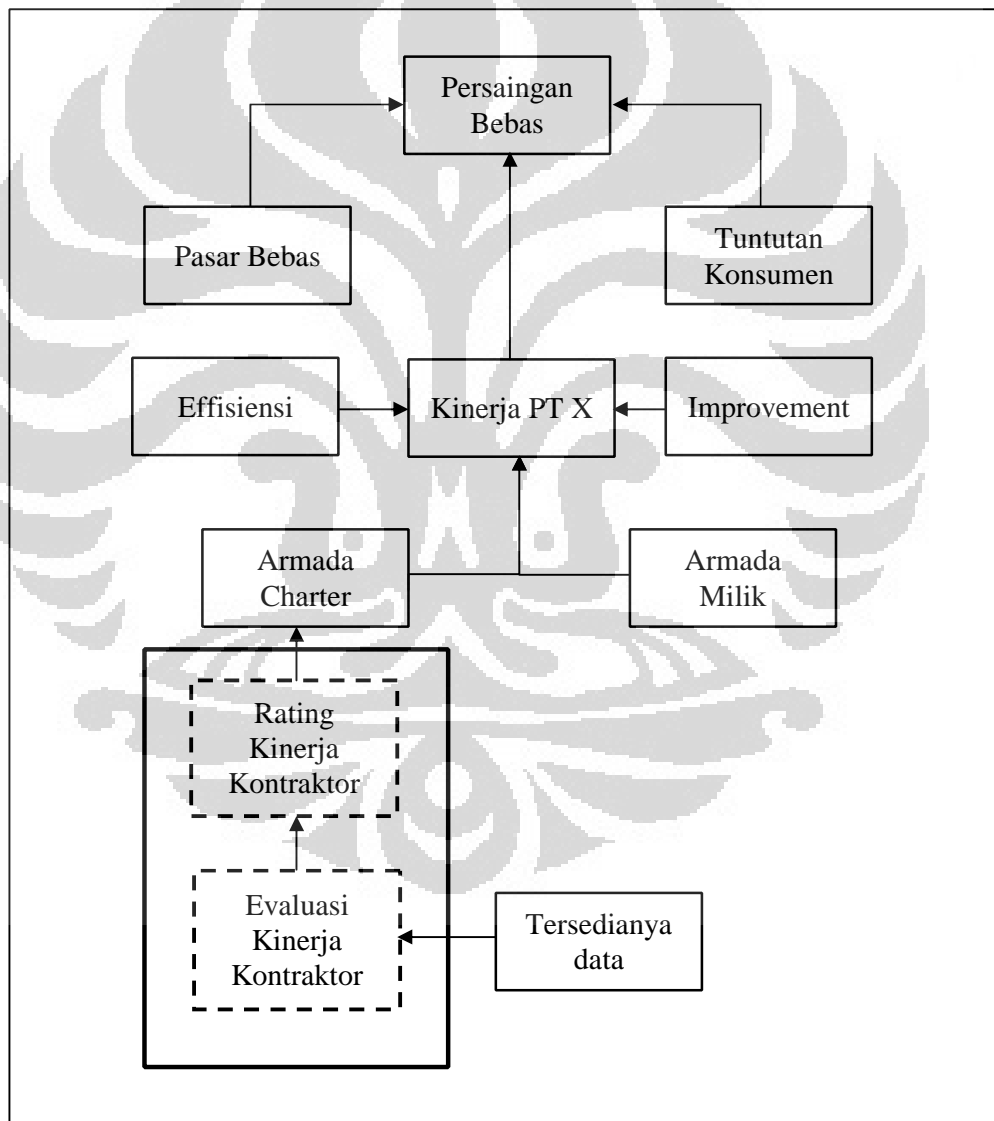 Persaingan
Bebas
Pasar Bebas
Tuntutan
Konsumen
Effisiensi
Kinerja PT X
Improvement
Armada
Charter
Armada
Milik
Rating
Kinerja
Kontraktor
Evaluasi
Kinerja
Kontraktor
Tersedianya
data